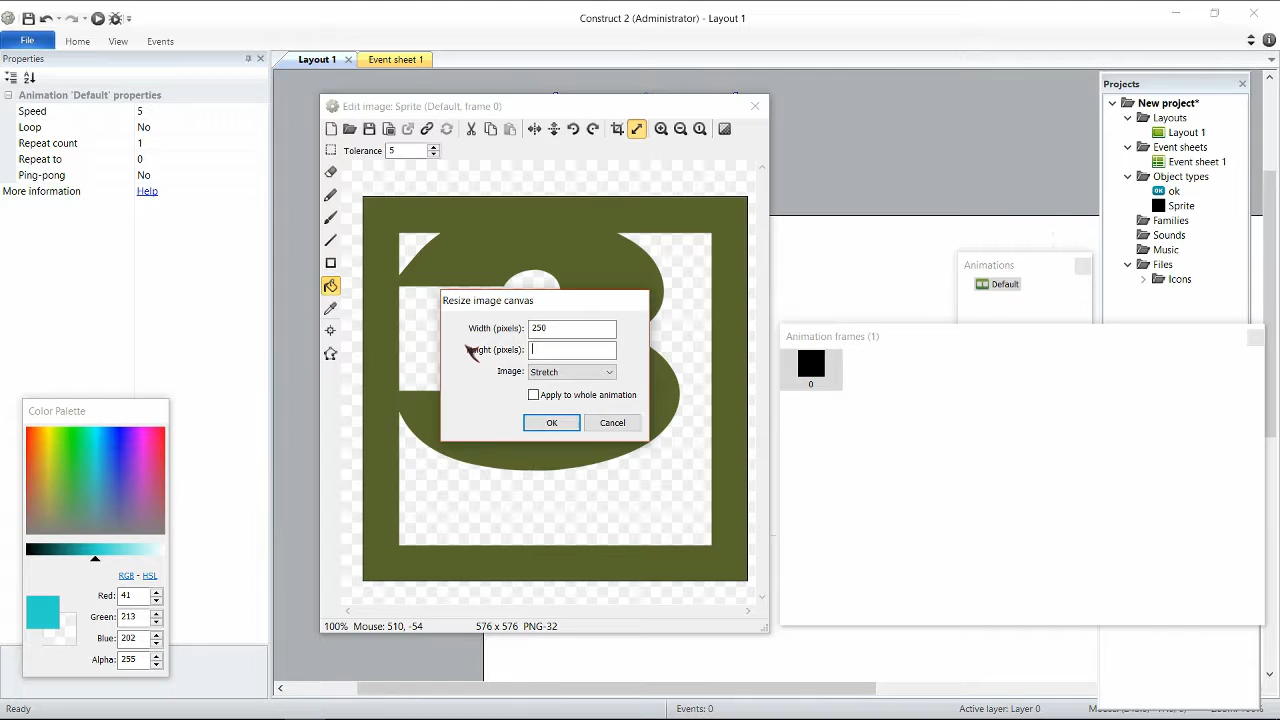 Construct 2 (Administrator) - Layout 1
File
Home
View
Events
Properties
Layout 1
Event sheet 1
Animation 'Default' properties
Speed 5
Loop No
Repeat count 1
Repeat to 0
Ping-pong No
More information Help
Edit image: Sprite (Default, frame 0)
Tolerance 5
Resize image canvas
Width (pixels): 250
(pixels):
Image: Stretch
Apply to whole animation
OK Cancel
100% Mouse: 510, -54 576 x 576 PNG-32
Color Palette
RGB - HSL
Red: 41
Green: 213
Blue: 202
Alpha: 255
Projects
New project*
Layouts
Layout 1
Event sheets
Event sheet 1
Object types
OK ok
Sprite
Families
Sounds
Music
Files
Icons
Animations
Default
Animation frames (1)
0
Ready
Events: 0
Active layer: Layer 0